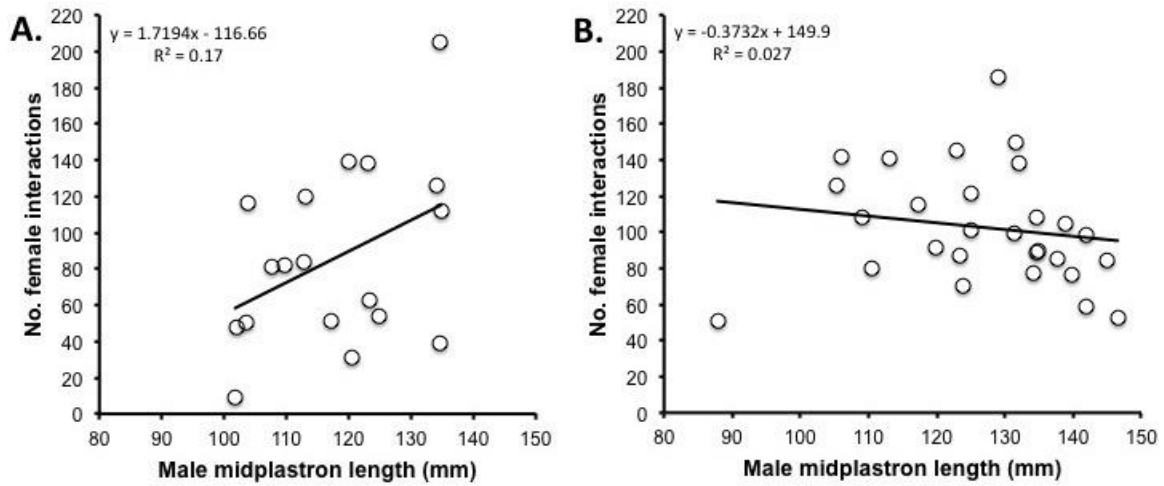 A.
y = 1.7194x - 116.66
R² = 0.17
No. female interactions
220
200
180
160
140
120
100
80
60
40
20
0
80 90 100 110 120 130 140 150
Male midplastron length (mm)
B.
y = -0.3732x + 149.9
R² = 0.027
No. female interactions
220
200
180
160
140
120
100
80
60
40
20
0
80 90 100 110 120 130 140 150
Male midplastron length (mm)